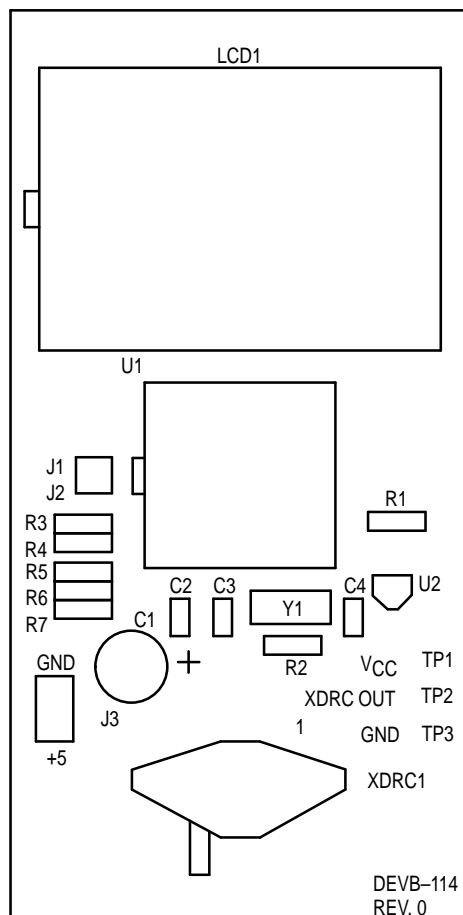 LCD1
U1
J1
J2
R1
R3
R4
R5
R6
R7
C2 C3 C4 U2
Y1
C1
R2
GND
VCC TP1
XDRC OUT TP2
J3
1
GND TP3
+5
XDRC1
DEVB–114
REV. 0